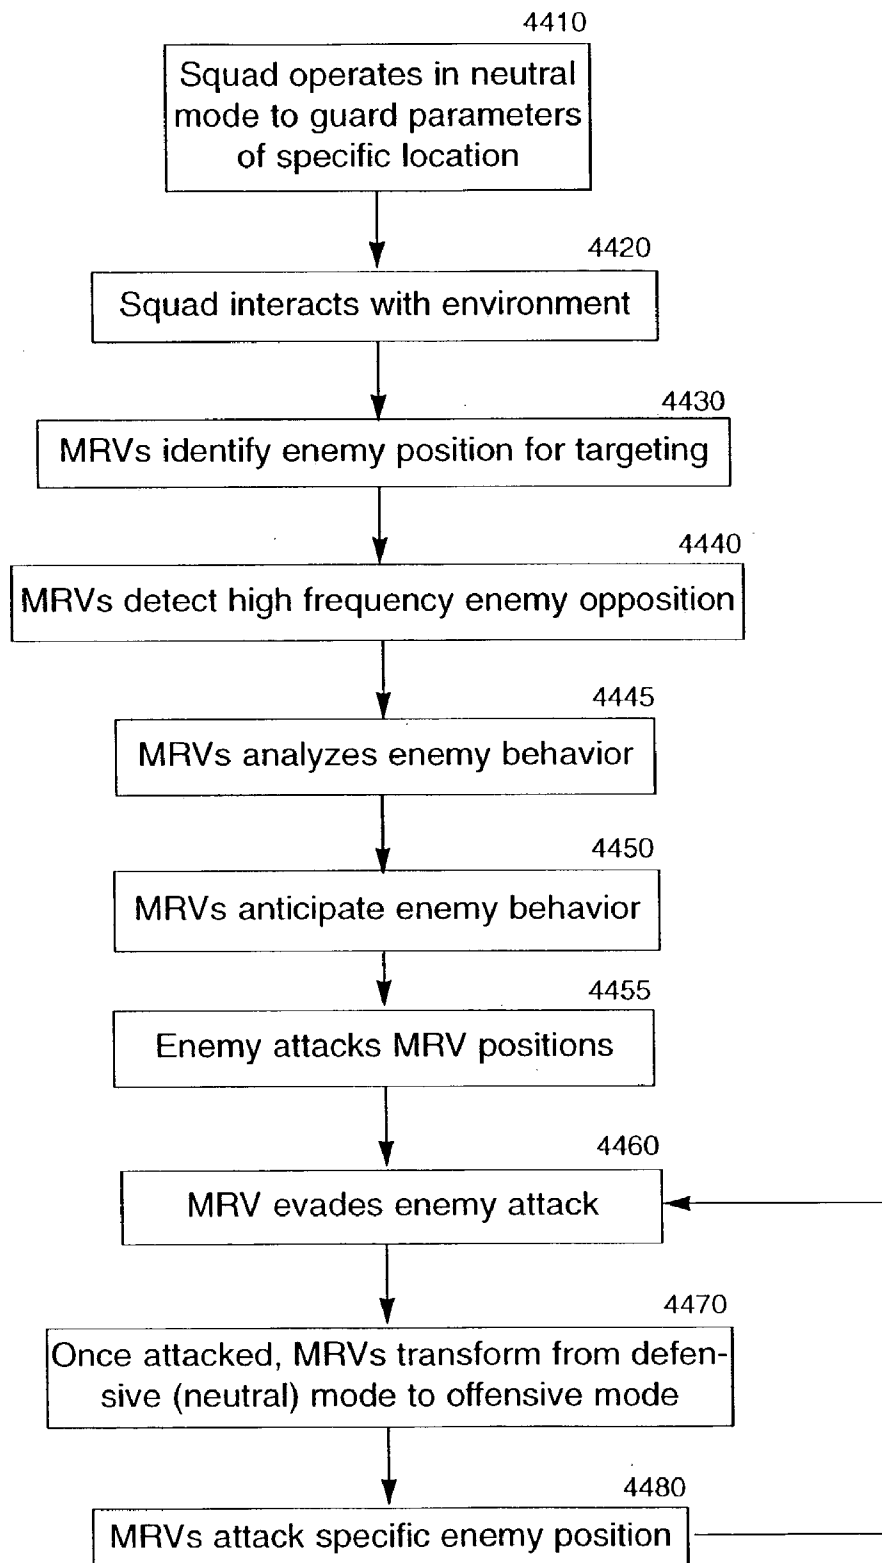 4410
Squad operates in neutral
mode to guard parameters
of specific location
4420
Squad interacts with environment
4430
MRVs identify enemy position for targeting
4440
MRVs detect high frequency enemy opposition
4445
MRVs analyzes enemy behavior
4450
MRVs anticipate enemy behavior
4455
Enemy attacks MRV positions
4460
MRV evades enemy attack
4470
Once attacked, MRVs transform from defen-
sive (neutral) mode to offensive mode
4480
MRVs attack specific enemy position